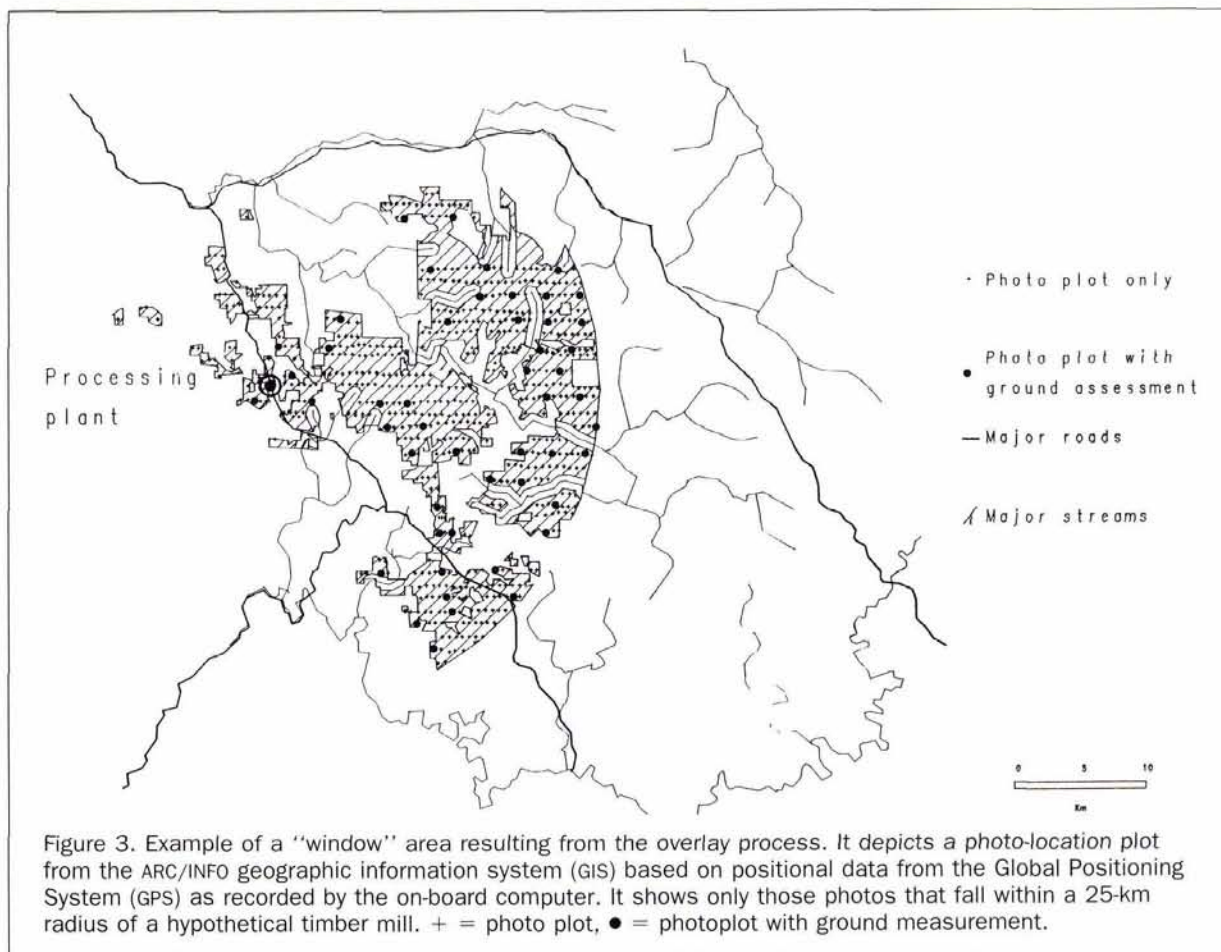 Processing
plant
Photo plot only
Photo plot with
ground assessment
Major roads
Major streams
0 5 10
Km
Figure 3. Example of a "window" area resulting from the overlay process. It depicts a photo-location plot
from the ARC/INFO geographic information system (GIS) based on positional data from the Global Positioning
System (GPS) as recorded by the on-board computer. It shows only those photos that fall within a 25-km
radius of a hypothetical timber mill. + = photo plot, ● = photoplot with ground measurement.